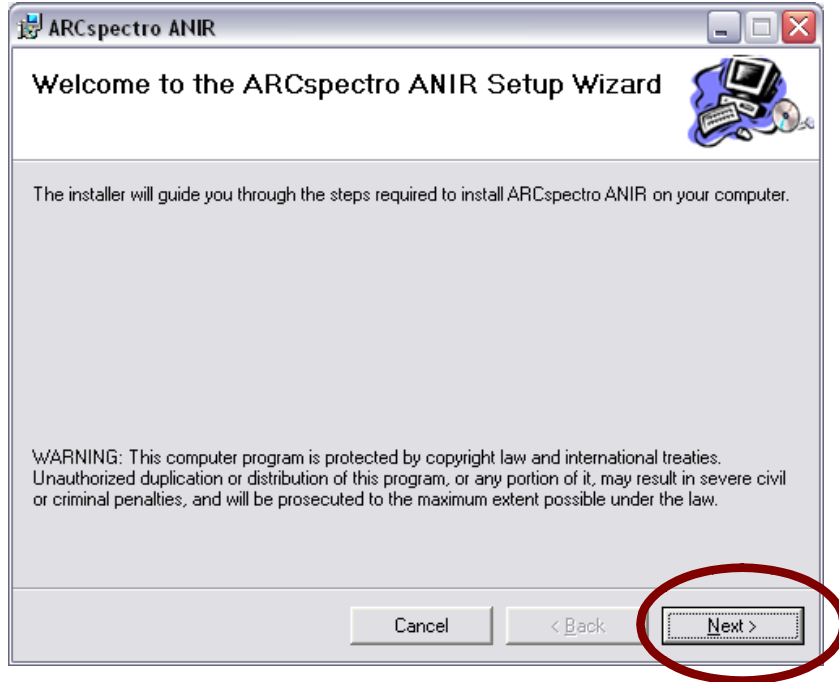 ARCspectro ANIR
Welcome to the ARCspectro ANIR Setup Wizard
The installer will guide you through the steps required to install ARCspectro ANIR on your computer.
WARNING: This computer program is protected by copyright law and international treaties.
Unauthorized duplication or distribution of this program, or any portion of it, may result in severe civil
or criminal penalties, and will be prosecuted to the maximum extent possible under the law.
Cancel < Back Next >